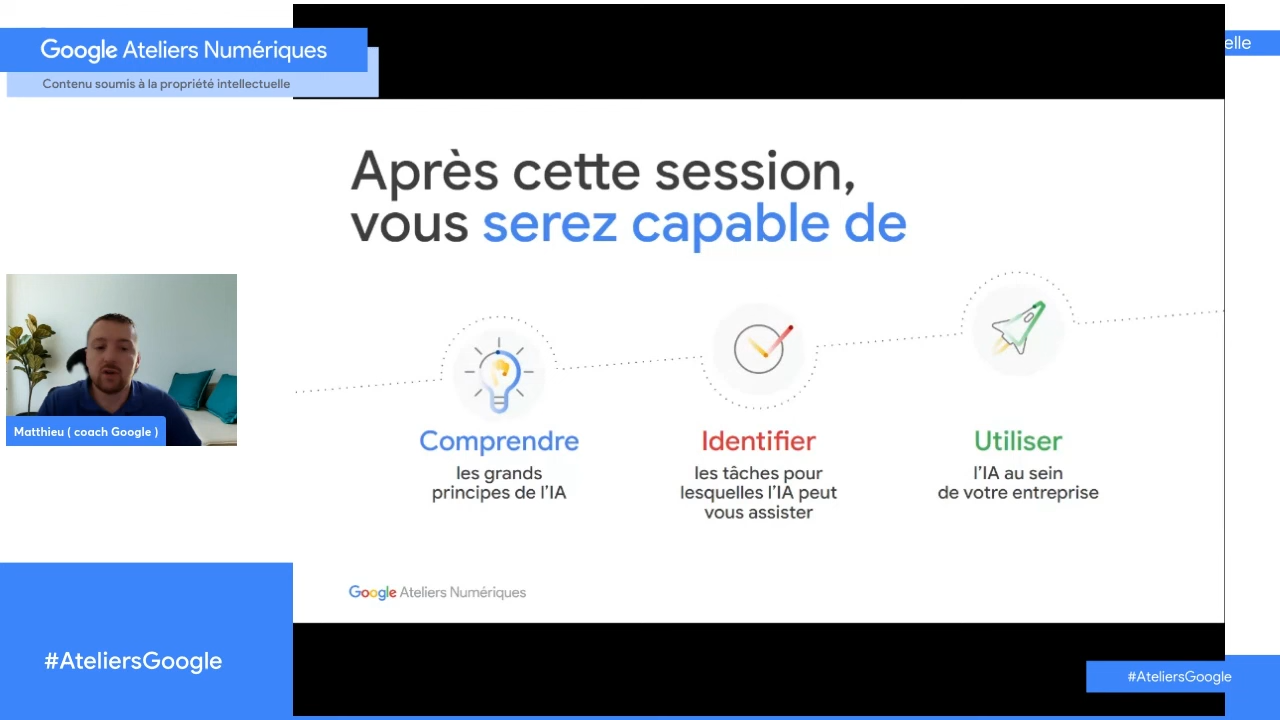 Google Ateliers Numériques
Contenu soumis à la propriété intellectuelle
elle
Après cette session,
vous serez capable de
Comprendre
les grands
principes de l'IA
Identifier
les tâches pour
lesquelles l'IA peut
vous assister
Utiliser
l'IA au sein
de votre entreprise
Matthieu ( coach Google )
Google Ateliers Numériques
#AteliersGoogle
#AteliersGoogle